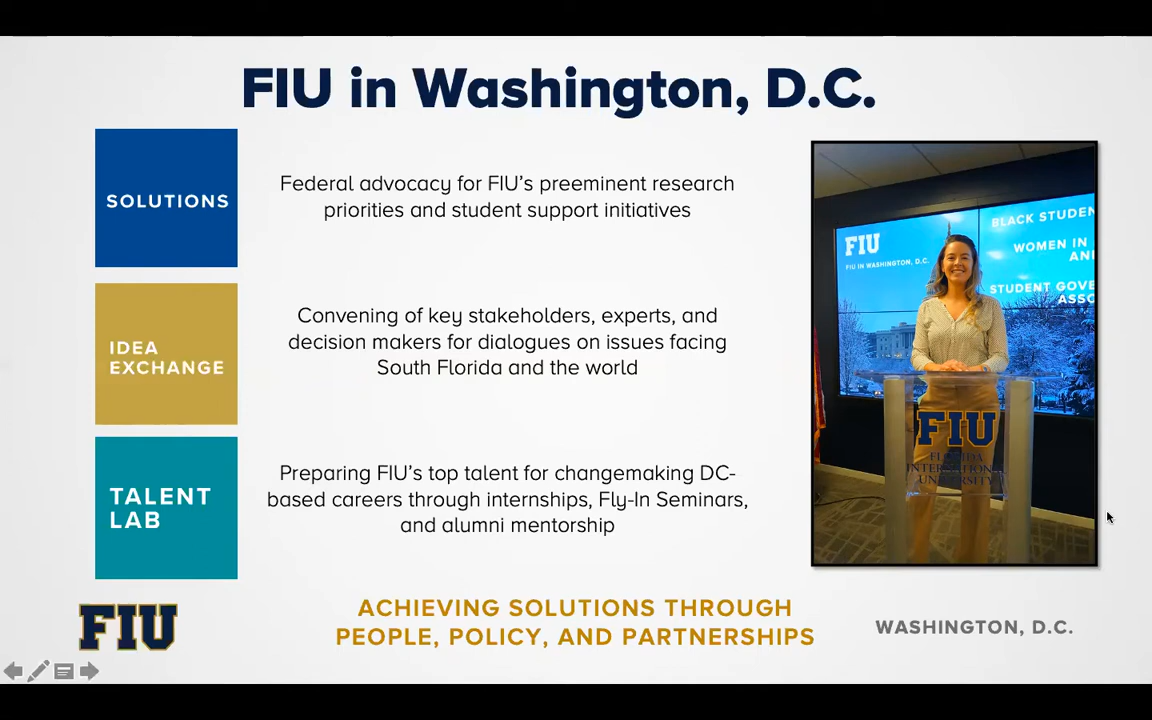 FIU in Washington, D.C.
SOLUTIONS
Federal advocacy for FIU's preeminent research
priorities and student support initiatives
IDEA
EXCHANGE
Convening of key stakeholders, experts, and
decision makers for dialogues on issues facing
South Florida and the world
TALENT
LAB
Preparing FIU's top talent for changemaking DC-
based careers through internships, Fly-In Seminars,
and alumni mentorship
FIU
FIU IN WASHINGTON, D.C.
BLACK STUDEN
WOMEN IN
AN
STUDENT GOVE
ASSO
FIU
FLORIDA
INTERNATIONAL
UNIVERSITY
FIU
ACHIEVING SOLUTIONS THROUGH
PEOPLE, POLICY, AND PARTNERSHIPS
WASHINGTON, D.C.